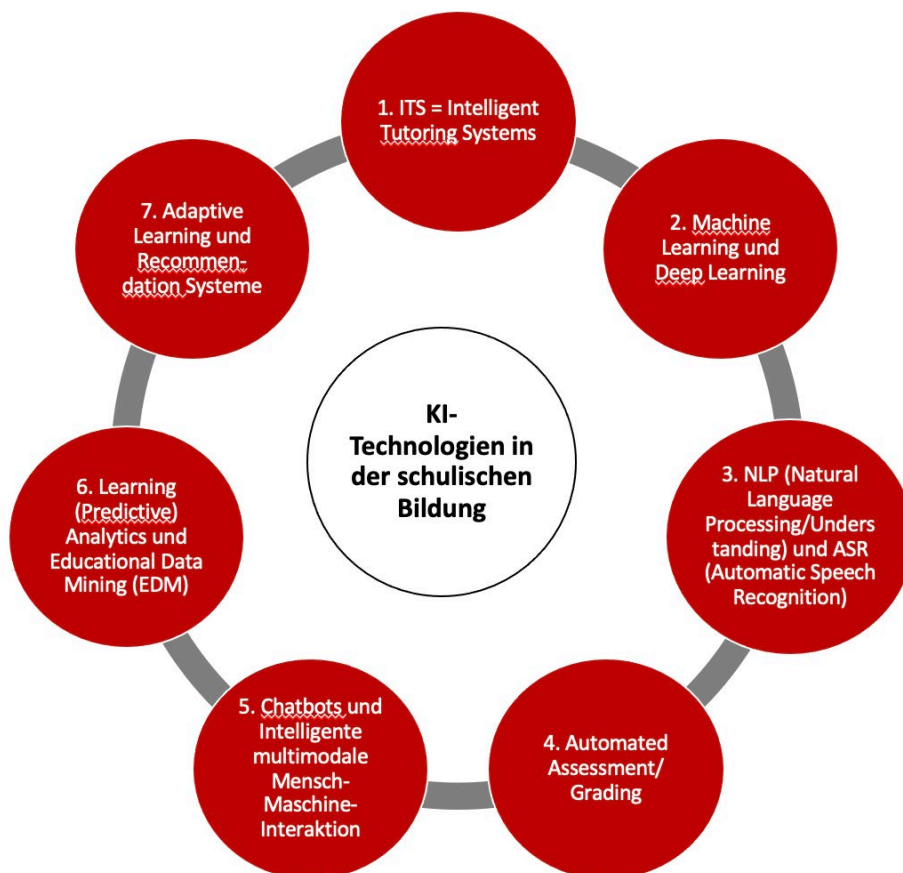 1. ITS = Intelligent
Tutoring Systems
2. Machine
Learning und
Deep Learning
3. NLP (Natural
Language
Processing/Unders
tanding) und ASR
(Automatic Speech
Recognition)
4. Automated
Assessment/
Grading
5. Chatbots und
Intelligente
multimodale
Mensch-
Maschine-
Interaktion
6. Learning
(Predictive)
Analytics und
Educational Data
Mining (EDM)
7. Adaptive
Learning und
Recommen-
dation Systeme
KI-
Technologien in
der schulischen
Bildung